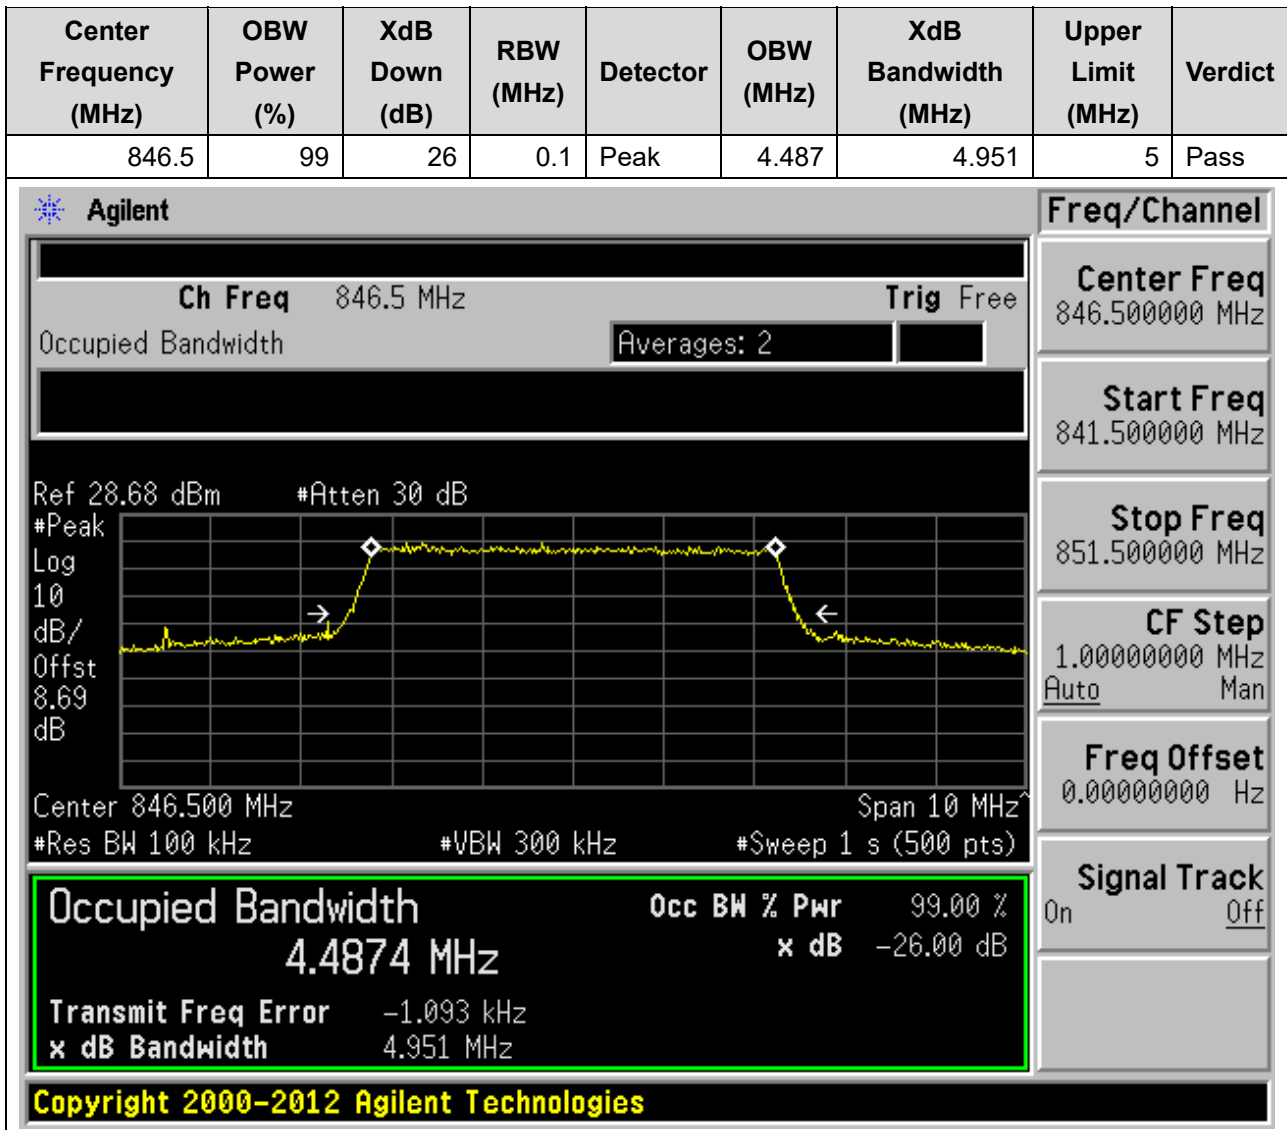 Center Frequency (MHz) OBW Power (%) XdB Down (dB) RBW (MHz) Detector OBW (MHz) XdB Bandwidth (MHz) Upper Limit (MHz) Verdict
846.5 99 26 0.1 Peak 4.487 4.951 5 Pass
Agilent
Ch Freq 846.5 MHz Trig Free
Occupied Bandwidth Averages: 2
Ref 28.68 dBm #Atten 30 dB
#Peak
Log
10
dB/
Offst
8.69
dB
Center 846.500 MHz Span 10 MHz^
#Res BW 100 kHz #VBW 300 kHz #Sweep 1 s (500 pts)
Occupied Bandwidth Occ BW % Pwr 99.00 %
4.4874 MHz x dB -26.00 dB
Transmit Freq Error -1.093 kHz
x dB Bandwidth 4.951 MHz
Copyright 2000-2012 Agilent Technologies
Freq/Channel
Center Freq
846.500000 MHz
Start Freq
841.500000 MHz
Stop Freq
851.500000 MHz
CF Step
1.00000000 MHz
Auto Man
Freq Offset
0.00000000 Hz
Signal Track
On Off